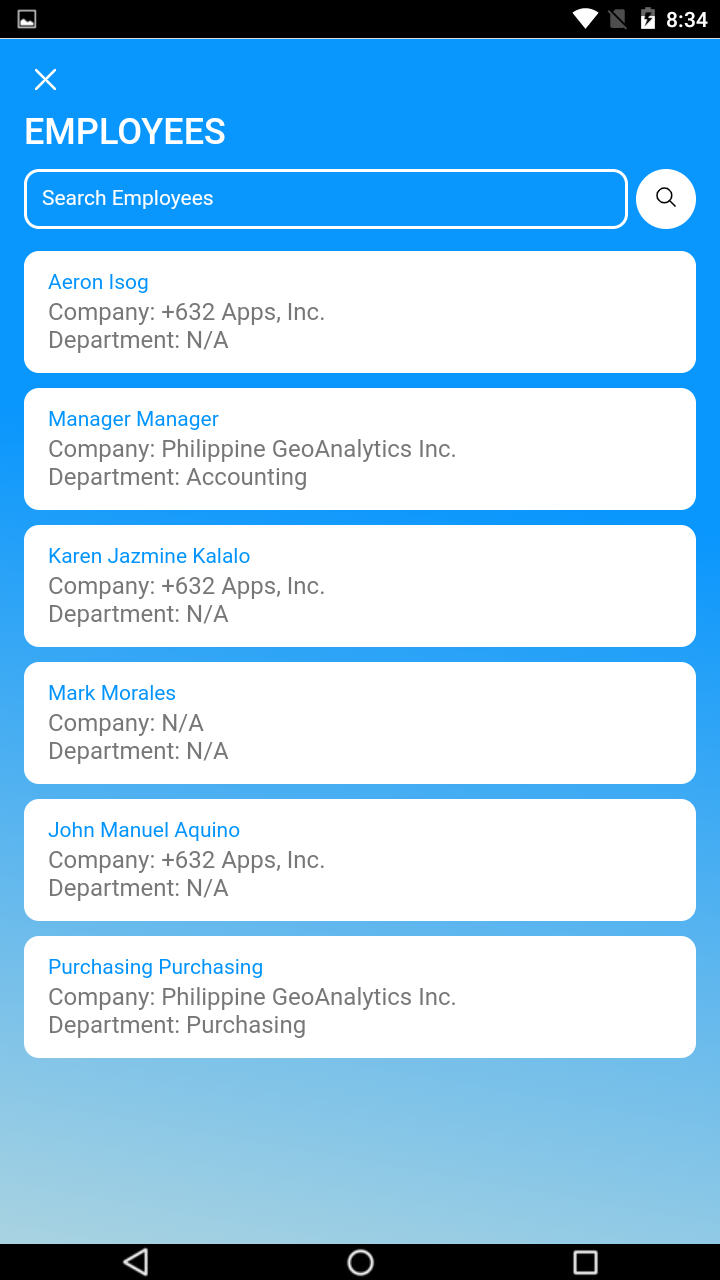 8:34
EMPLOYEES
Search Employees
Aeron Isog
Company: +632 Apps, Inc.
Department: N/A
Manager Manager
Company: Philippine GeoAnalytics Inc.
Department: Accounting
Karen Jazmine Kalalo
Company: +632 Apps, Inc.
Department: N/A
Mark Morales
Company: N/A
Department: N/A
John Manuel Aquino
Company: +632 Apps, Inc.
Department: N/A
Purchasing Purchasing
Company: Philippine GeoAnalytics Inc.
Department: Purchasing